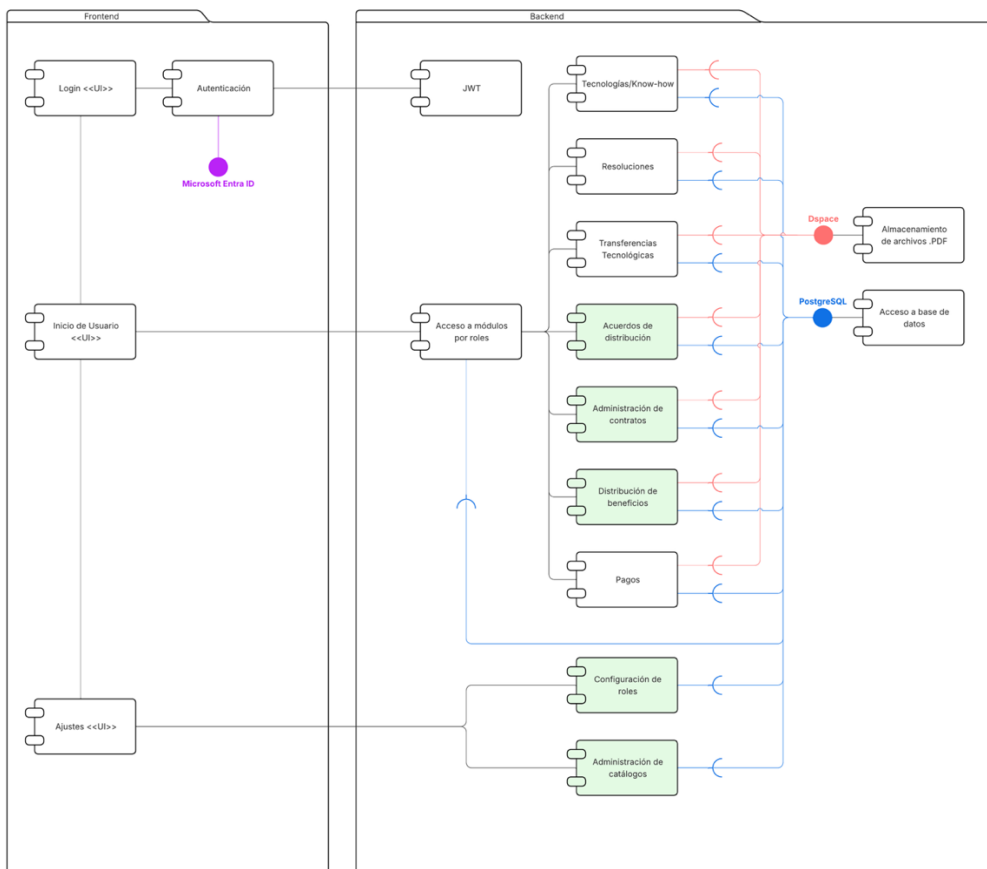 Frontend
Backend
Login <<UI>>
Autenticación
JWT
Tecnologías/Know-how
Microsoft Entra ID
Resoluciones
Transferencias
Tecnológicas
Dspace
Almacenamiento
de archivos .PDF
Inicio de Usuario
<<UI>>
Acceso a módulos
por roles
Acuerdos de
distribución
PostgreSQL
Acceso a base de
datos
Administración de
contratos
Distribución de
beneficios
Pagos
Ajustes <<UI>>
Configuración de
roles
Administración de
catálogos